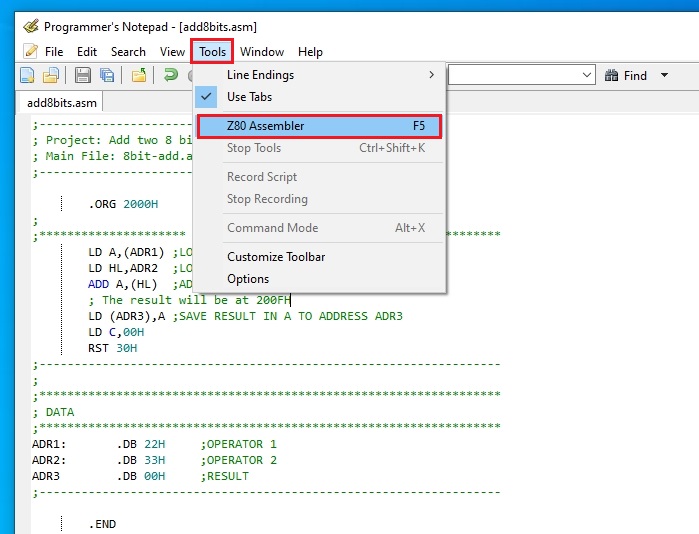 Programmer's Notepad - [add8bits.asm]
File Edit Search View Tools Window Help
Find
add8bits.asm
Line Endings
Use Tabs
Z80 Assembler F5
Stop Tools Ctrl+Shift+K
Record Script
Stop Recording
Command Mode Alt+X
Customize Toolbar
Options
;--------------------
; Project: Add two 8 bi
; Main File: 8bit-add.a
;--------------------
.ORG 2000H
;
;********************* **********
LD A,(ADR1) ;LO
LD HL,ADR2 ;LO
ADD A,(HL) ;AD
; The result will be at 200FH
LD (ADR3),A ;SAVE RESULT IN A TO ADDRESS ADR3
LD C,00H
RST 30H
;-------------------------------------------------------
;
;*******************************************************
; DATA
;*******************************************************
ADR1: .DB 22H ;OPERATOR 1
ADR2: .DB 33H ;OPERATOR 2
ADR3 .DB 00H ;RESULT
;-------------------------------------------------------
.END